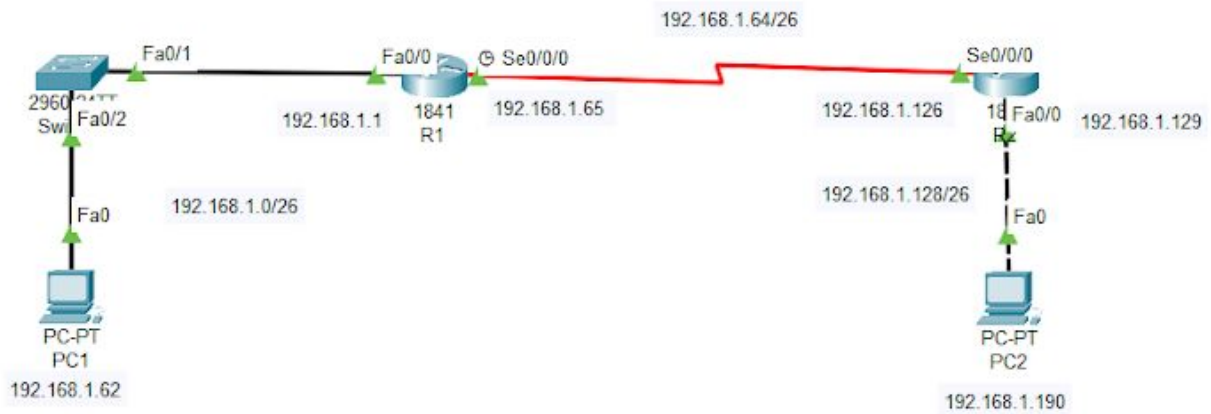 192.168.1.64/26
Fa0/1
Fa0/0
Se0/0/0
Se0/0/0
2960
Fa0/2
192.168.1.1
1841
R1
192.168.1.65
192.168.1.126
Fa0/0
192.168.1.129
192.168.1.0/26
Fa0
192.168.1.128/26
Fa0
PC-PT
PC1
192.168.1.62
PC-PT
PC2
192.168.1.190